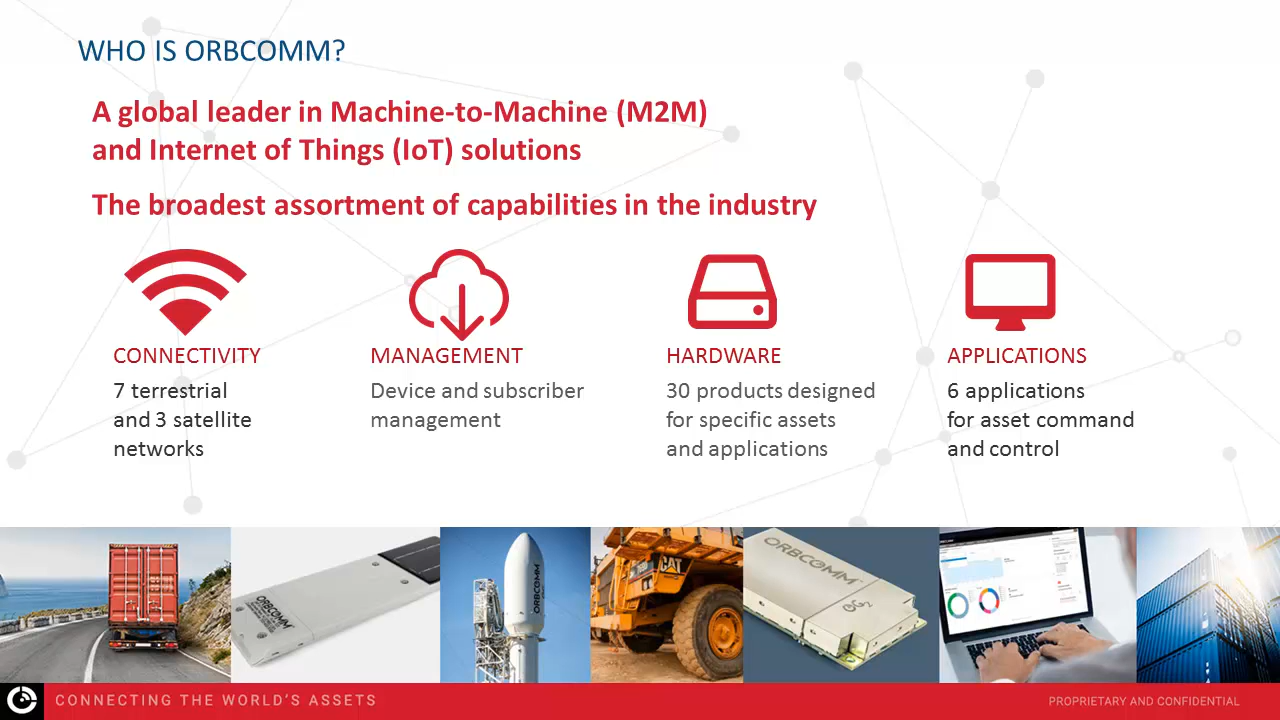 WHO IS ORBCOMM?
A global leader in Machine-to-Machine (M2M)
and Internet of Things (IoT) solutions
The broadest assortment of capabilities in the industry
CONNECTIVITY
7 terrestrial
and 3 satellite
networks
MANAGEMENT
Device and subscriber
management
HARDWARE
30 products designed
for specific assets
and applications
APPLICATIONS
6 applications
for asset command
and control
ORBCOMM
ORBCOMM
CAT
ORBCOMM
OG2
CONNECTING THE WORLD'S ASSETS
PROPRIETARY AND CONFIDENTIAL